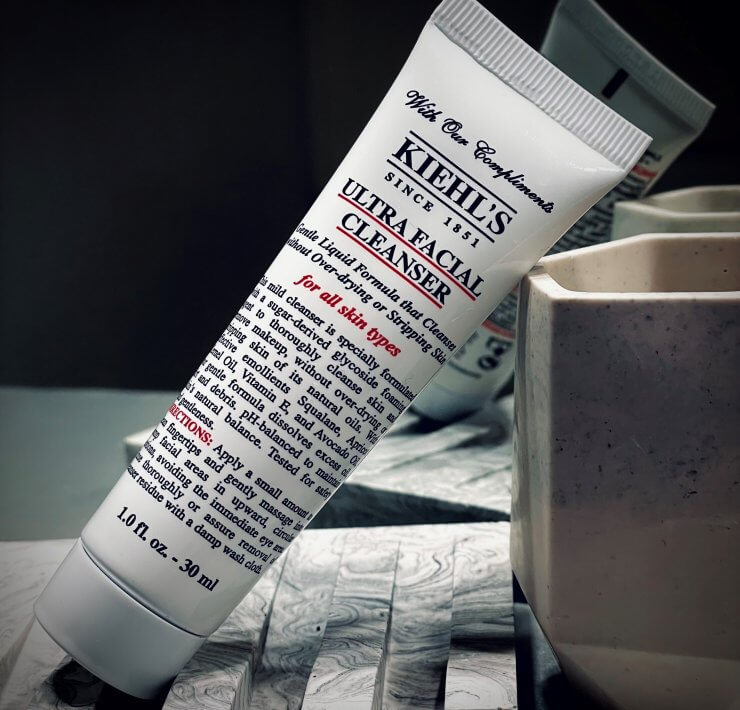 With Our Compliments
KIEHL'S
SINCE 1851
ULTRA FACIAL
CLEANSER
Gentle Liquid Formula that Cleanses
without Over-drying or Stripping Skin
for all skin types
mild cleanser is specially formulated
a sugar-derived glycoside foaming
to thoroughly cleanse skin and
makeup, without over-drying or
skin of its natural oils. With
emollients Squalane, Apricot
Oil, Vitamin E, and Avocado Oil,
gentle formula dissolves excess oil
and debris. pH-balanced to maintain
natural balance. Tested for safety
gentleness.
DIRECTIONS: Apply a small amount
fingertips and gently massage into
facial areas in upward, circular
avoiding the immediate eye area.
thoroughly or assure removal of
residue with a damp wash cloth.
1.0 fl. oz. - 30 ml